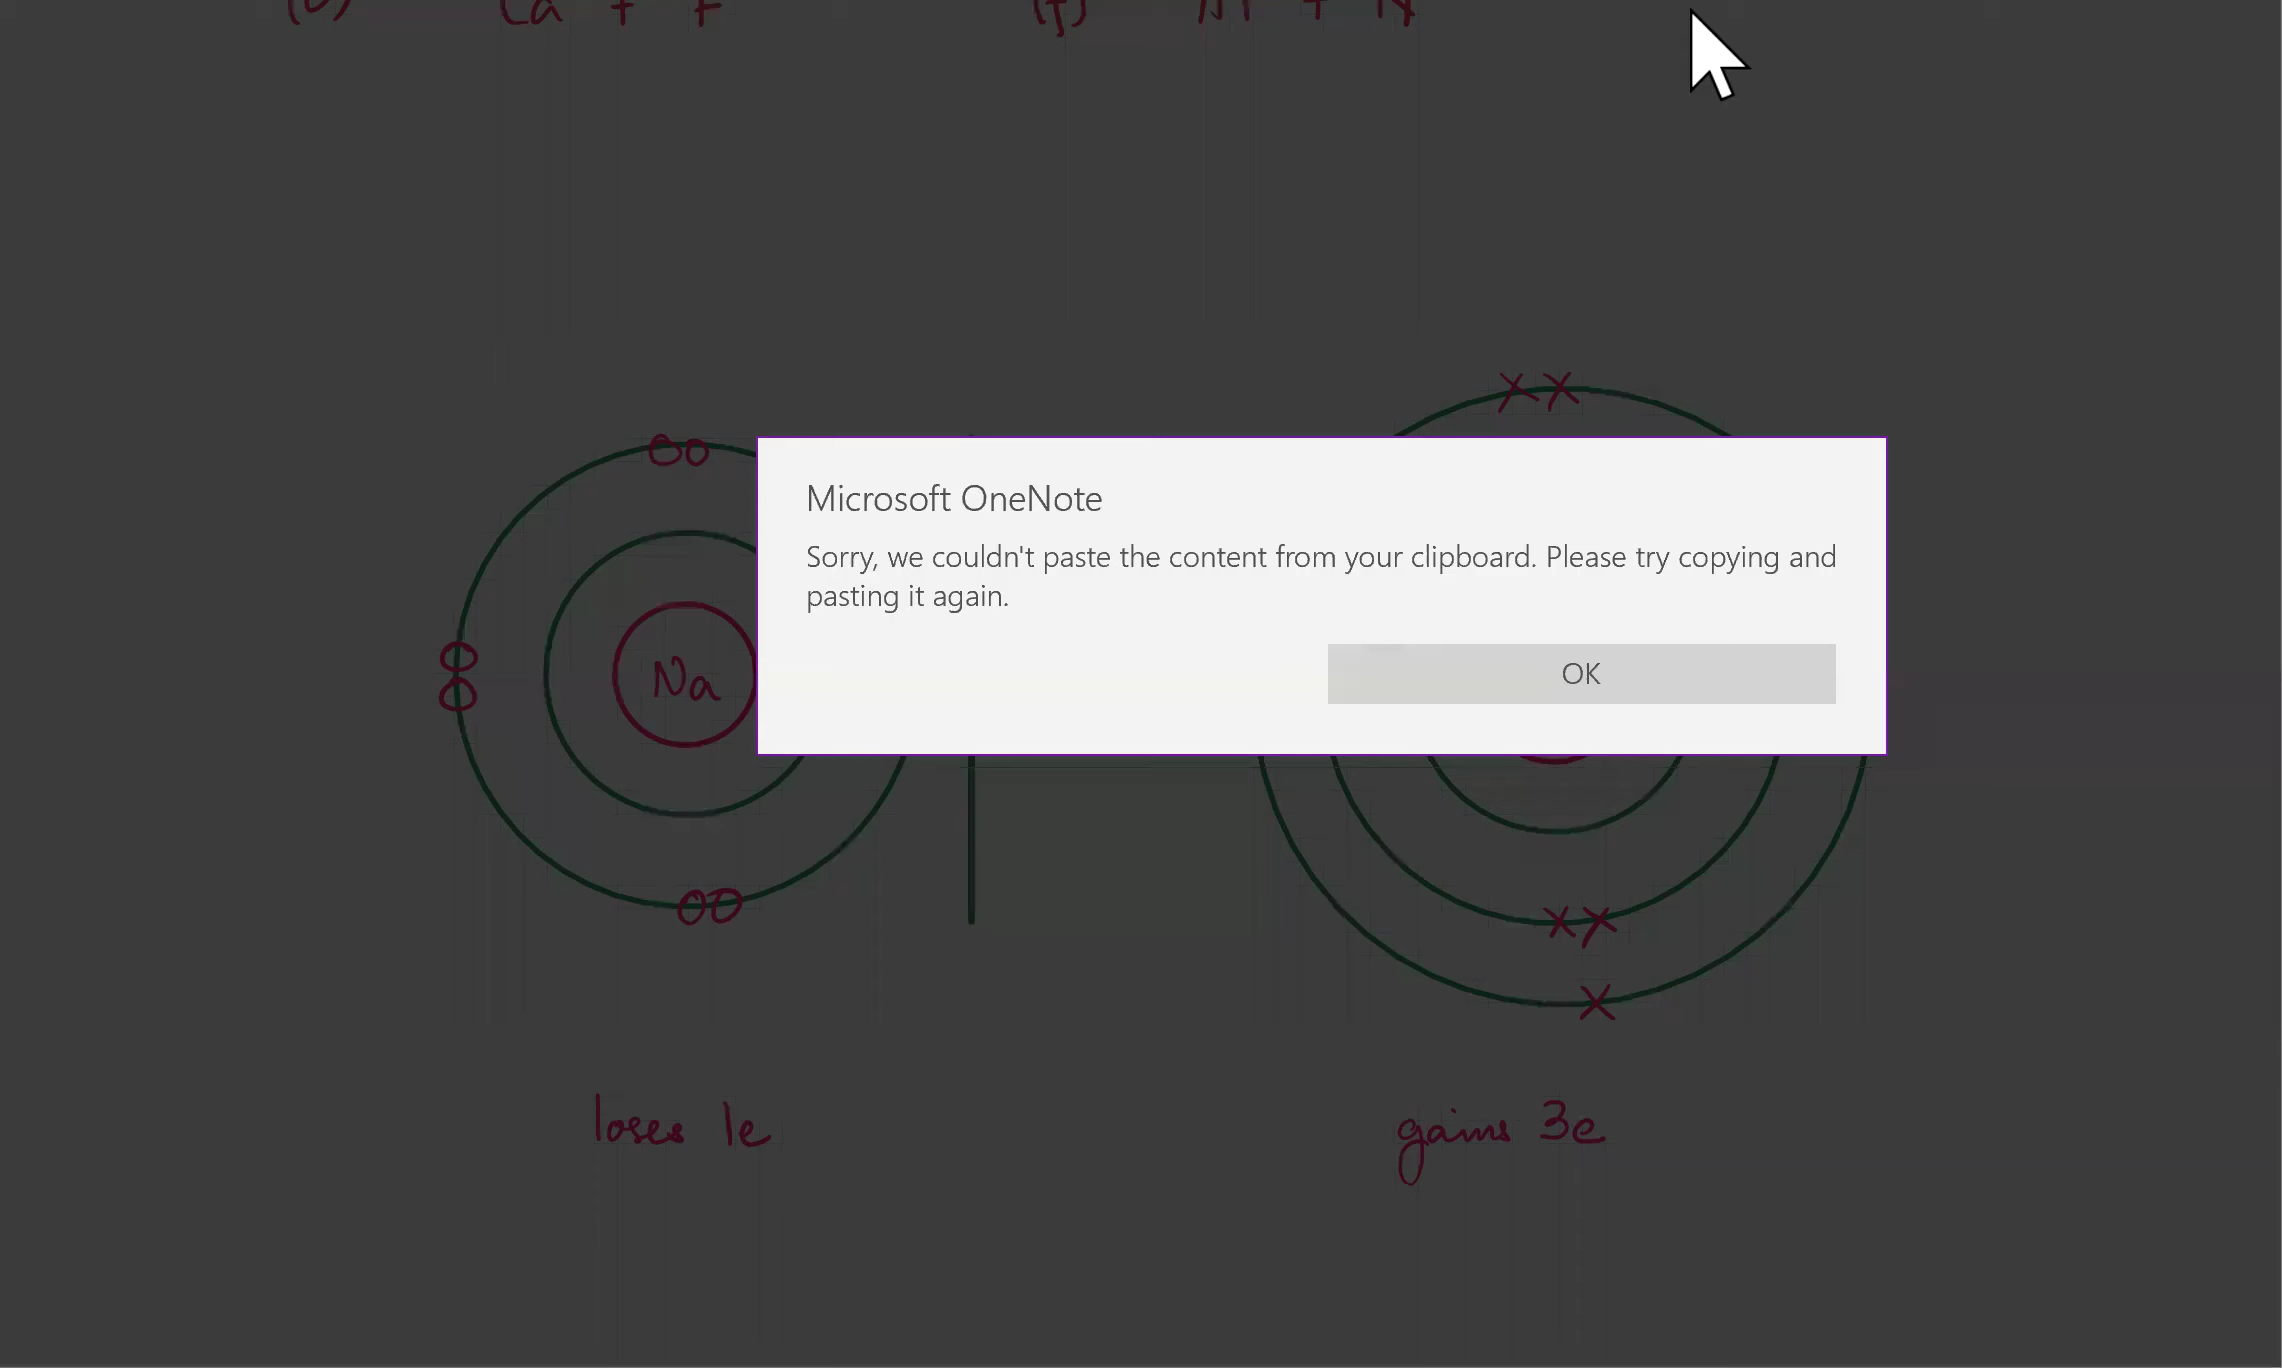 Ca + F
Microsoft OneNote
Sorry, we couldn't paste the content from your clipboard. Please try copying and
pasting it again.
OK
Na
loses 1e
gains 3e